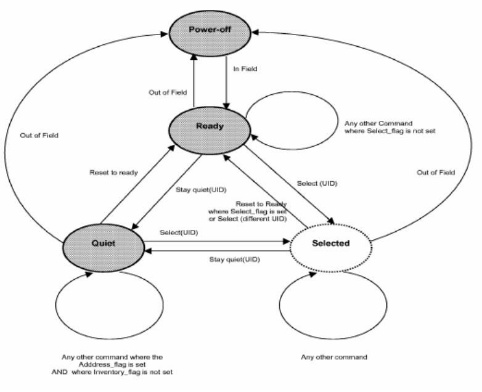 Power-off
In Field
Out of Field
Ready
Any other Command
where Select_flag is not set
Out of Field
Out of Field
Reset to ready
Select (UID)
Stay quiet(UID)
Reset to Ready
where Select_flag is set
or Select (different UID)
Quiet
Select(UID)
Selected
Stay quiet(UID)
Any other command where the
Adddress_flag is set
AND where Inventory_flag is not set
Any other command